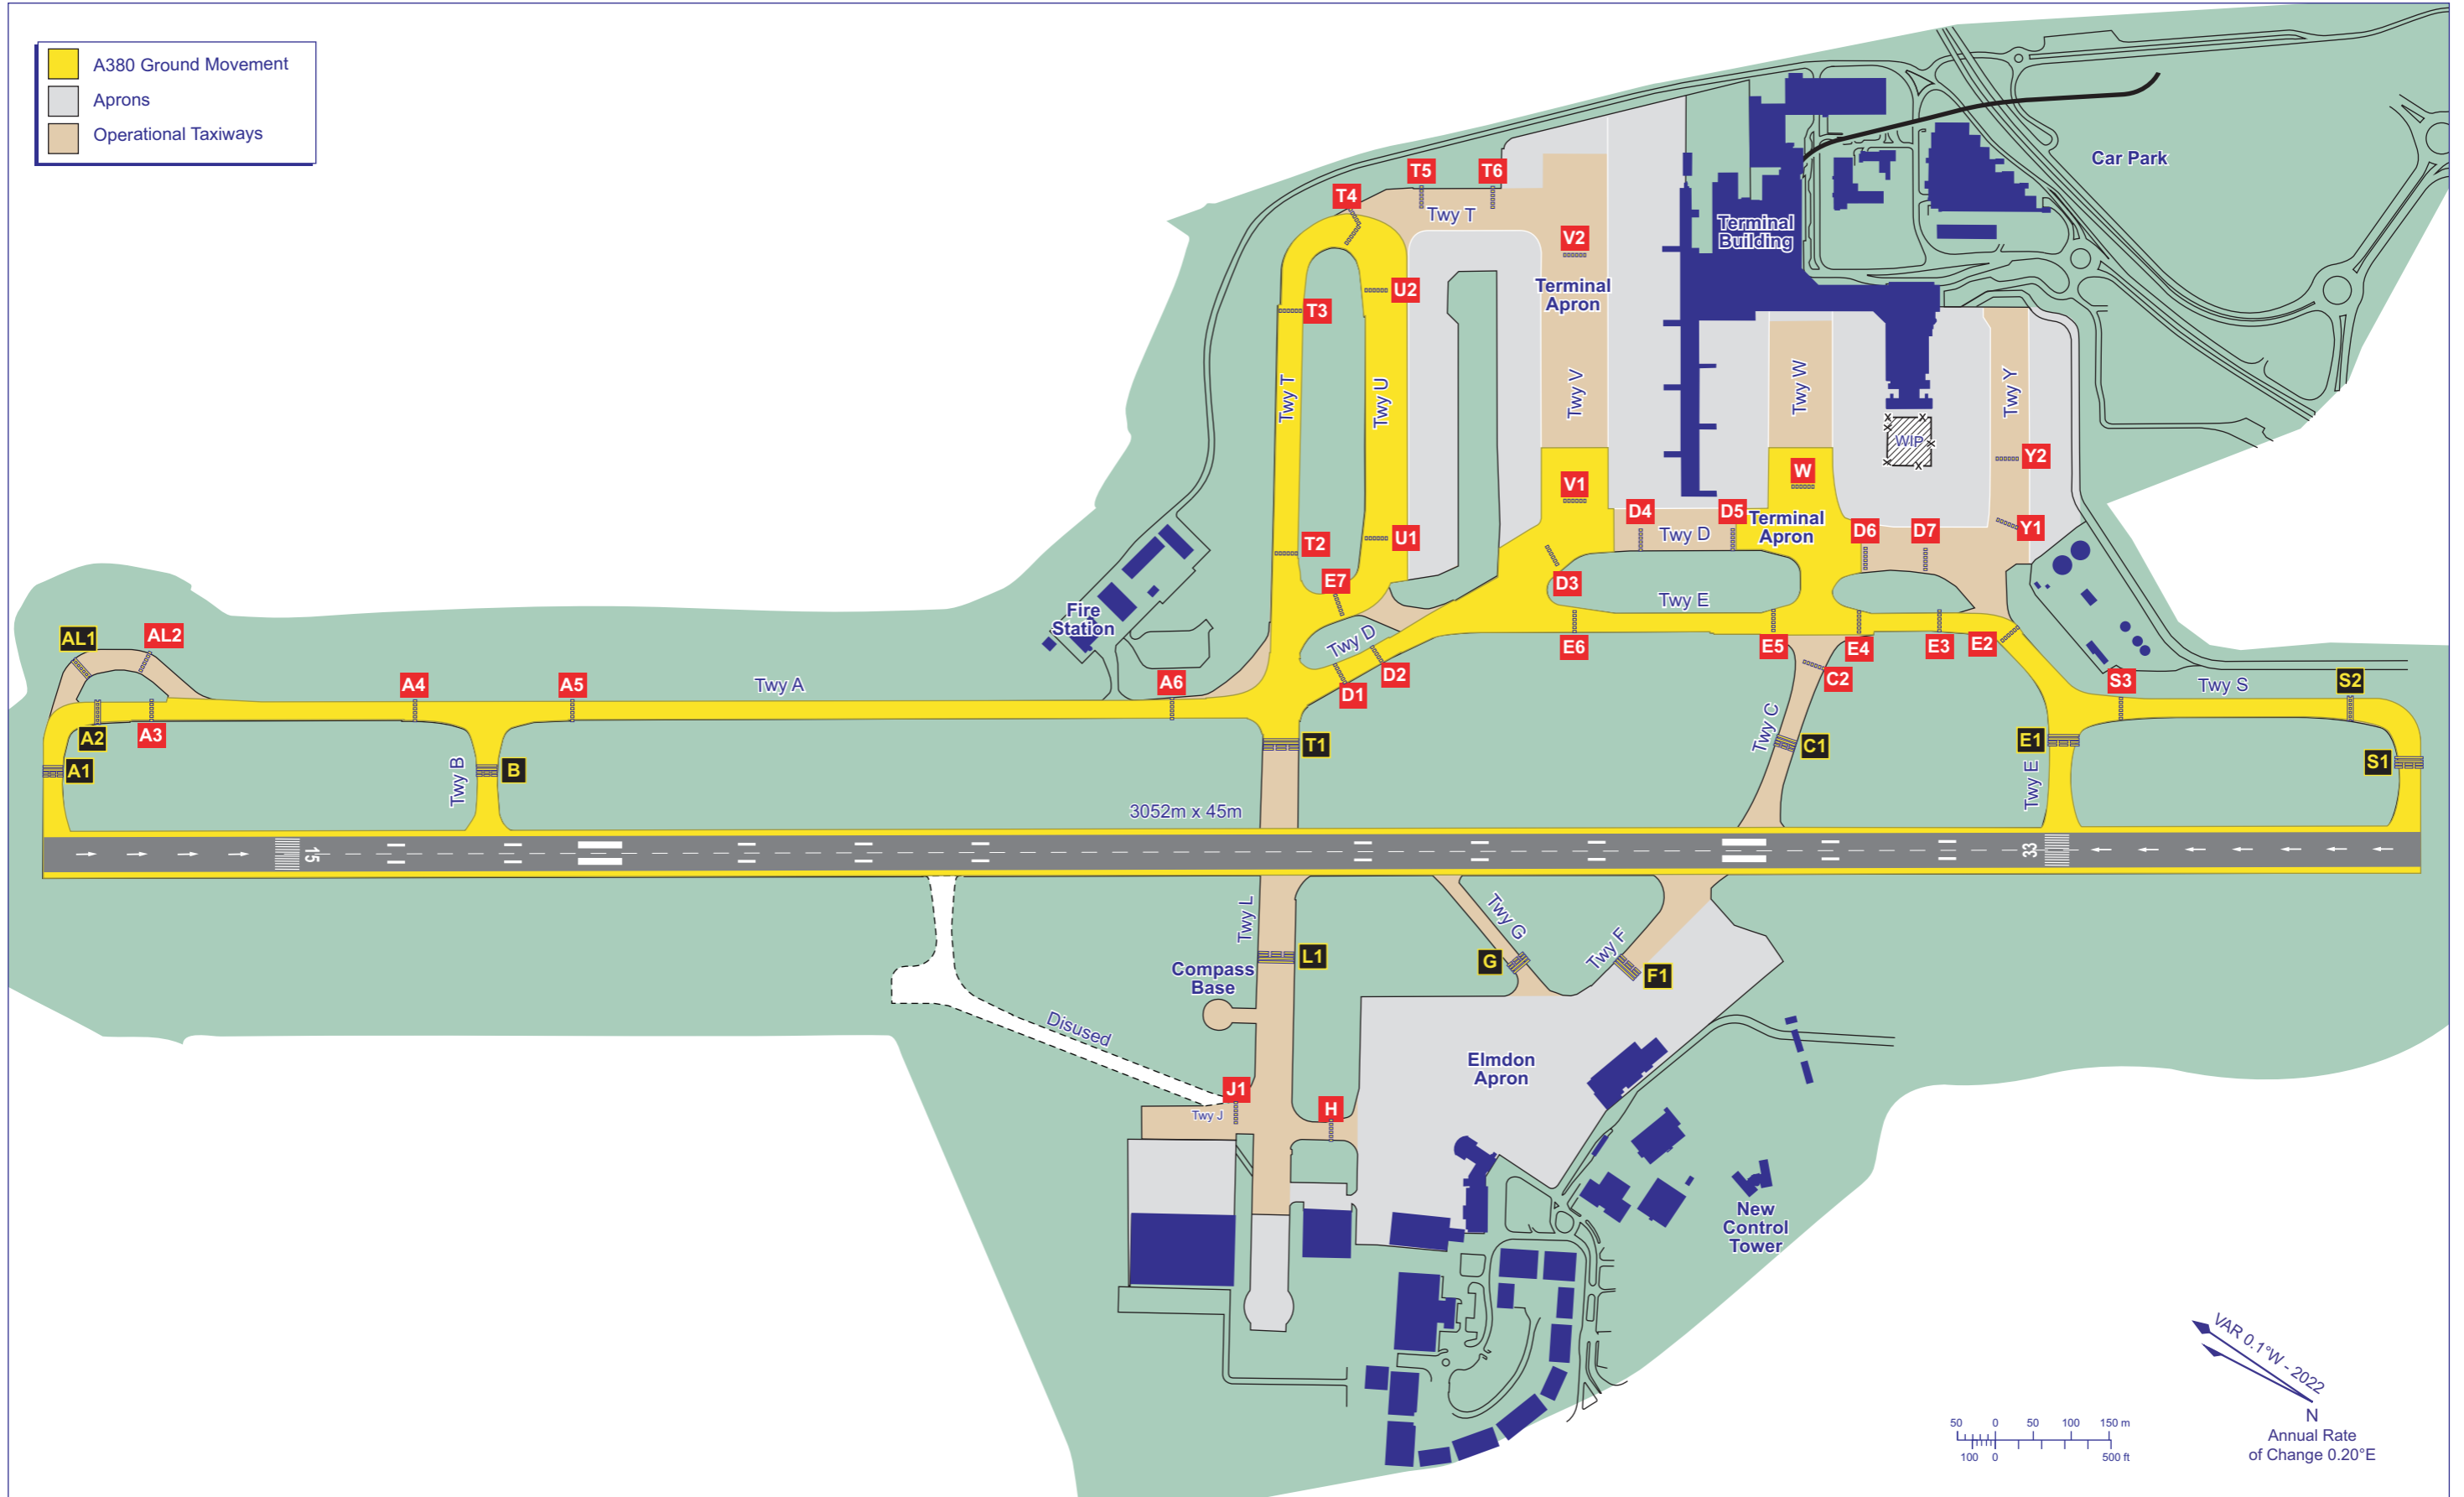 A380 Ground Movement
Aprons
Operational Taxiways
Car Park
T5
T6
T4
Twy T
V2
Terminal
Building
U2
Terminal
Apron
T3
Twy T
Twy U
Twy V
Twy W
Twy Y
WIP
Y2
V1
W
D4
D5
Terminal
Apron
D6
D7
Y1
T2
U1
Twy D
E7
D3
Fire
Station
Twy E
Twy D
AL1
AL2
E6
E5
E4
E3
E2
D1
D2
C2
A4
A5
Twy A
A6
S3
Twy S
S2
A2
A3
T1
Twy C
C1
E1
A1
Twy B
B
S1
Twy E
3052m x 45m
15
33
Twy L
Twy G
Twy F
L1
G
F1
Compass
Base
Disused
Elmdon
Apron
J1
Twy J
H
New
Control
Tower
VAR 0.1°W - 2022
N
Annual Rate
of Change 0.20°E
50 0 50 100 150 m
100 0 500 ft